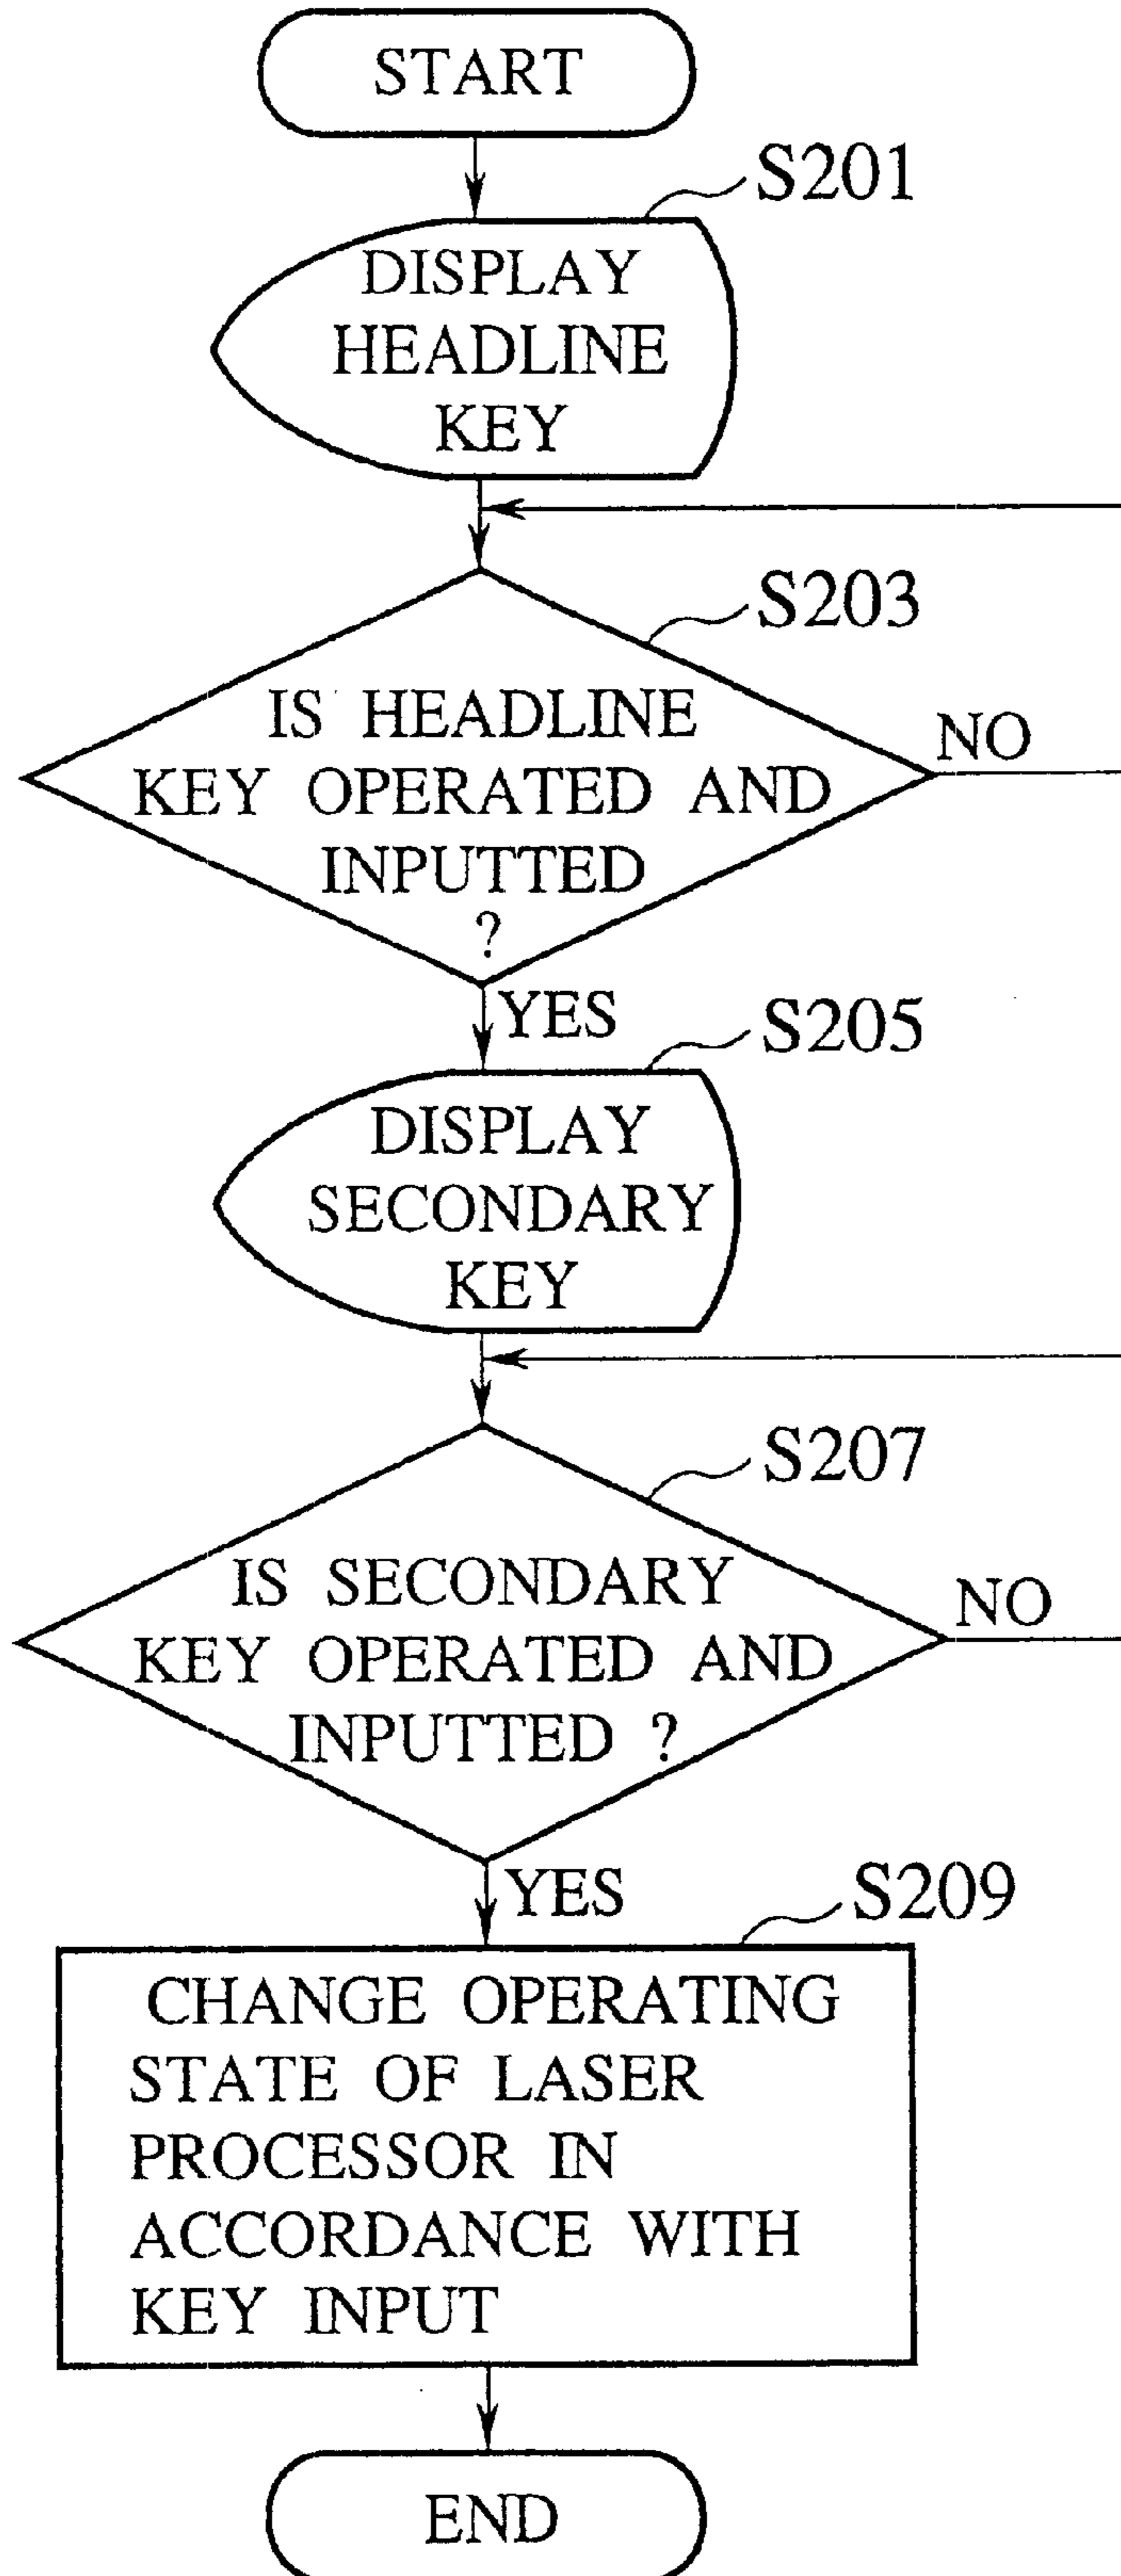 START
S201
DISPLAY
HEADLINE
KEY
S203
IS HEADLINE
KEY OPERATED AND
INPUTTED
?
NO
YES
S205
DISPLAY
SECONDARY
KEY
S207
IS SECONDARY
KEY OPERATED AND
INPUTTED ?
NO
YES
S209
CHANGE OPERATING
STATE OF LASER
PROCESSOR IN
ACCORDANCE WITH
KEY INPUT
END